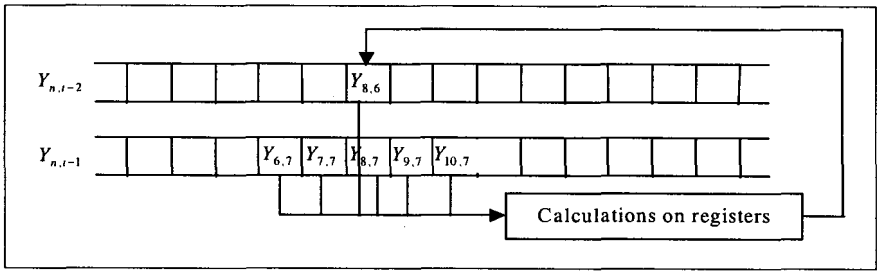 Y_{n,t-2} Y_{8,6}
Y_{n,t-1} Y_{6,7} Y_{7,7} Y_{8,7} Y_{9,7} Y_{10,7}
Calculations on registers